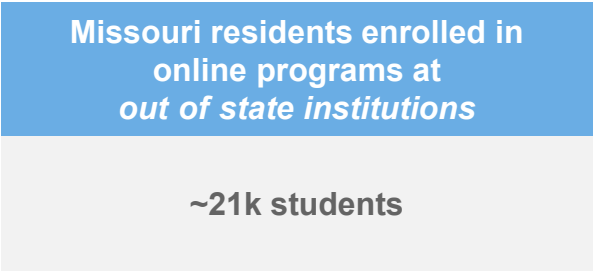 Missouri residents enrolled in
online programs at
out of state institutions
~21k students